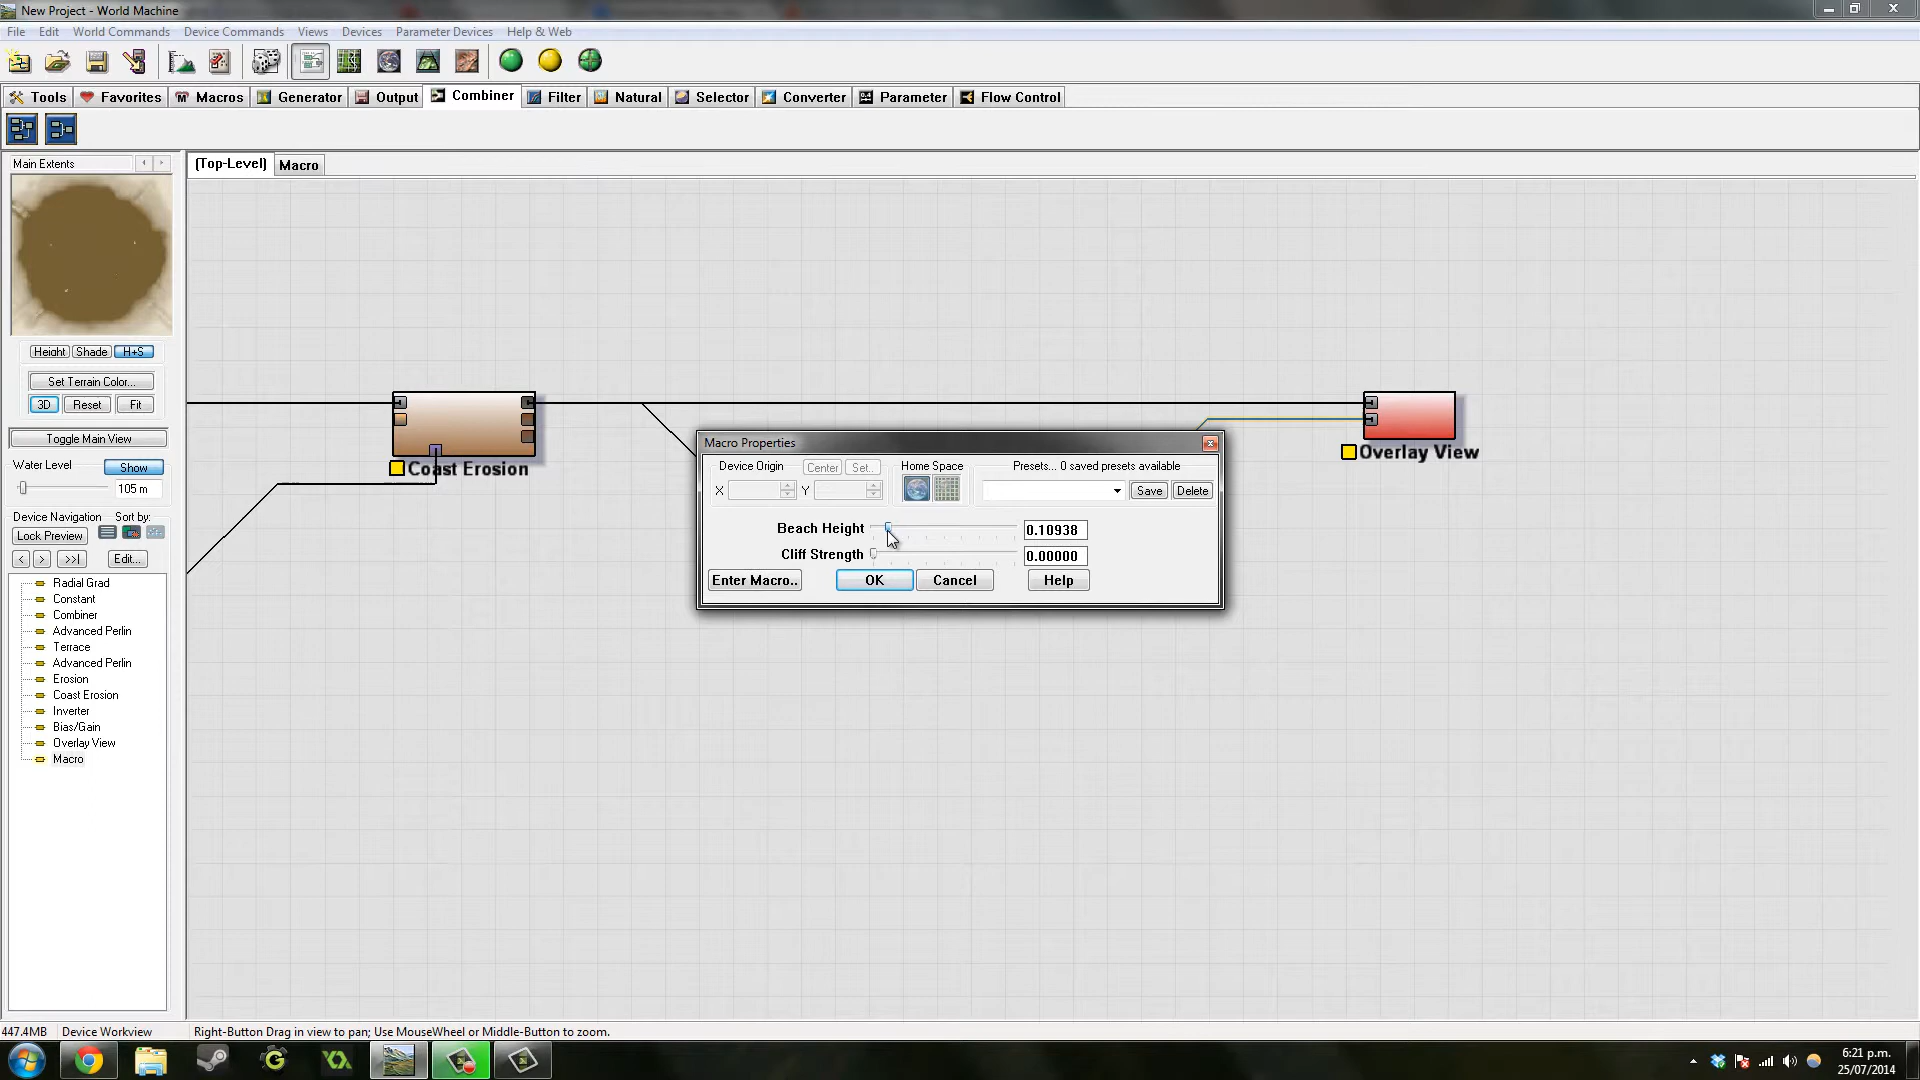 New Project - World Machine
File Edit World Commands Device Commands Views Devices Parameter Devices Help & Web
Tools Favorites Macros Generator Output Combiner Filter Natural Selector Converter Parameter Flow Control
Main Extents
[Top-Level] Macro
Height Shade H+S
Set Terrain Color...
3D Reset Fit
Toggle Main View
Water Level Show
105 m
Device Navigation Sort by:
Lock Preview
< > >>| Edit...
Radial Grad
Constant
Combiner
Advanced Perlin
Terrace
Advanced Perlin
Erosion
Coast Erosion
Inverter
Bias/Gain
Overlay View
Macro
Coast Erosion
Overlay View
Macro Properties
Device Origin Center Set.. Home Space Presets... 0 saved presets available
X Y Save Delete
Beach Height 0.10938
Cliff Strength 0.00000
Enter Macro.. OK Cancel Help
447.4MB Device Workview Right-Button Drag in view to pan; Use MouseWheel or Middle-Button to zoom.
6:21 p.m.
25/07/2014